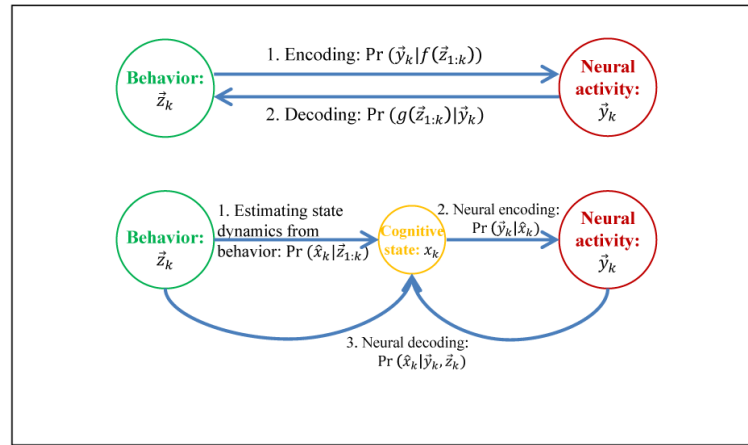 1. Encoding: Pr (y⃗ₖ|f(z⃗₁:ₖ))
Behavior:
z⃗ₖ
Neural
activity:
y⃗ₖ
2. Decoding: Pr (g(z⃗₁:ₖ)|y⃗ₖ)
Behavior:
z⃗ₖ
1. Estimating state
dynamics from
behavior: Pr (x̂ₖ|z⃗₁:ₖ)
Cognitive
state: xₖ
2. Neural encoding:
Pr (y⃗ₖ|x̂ₖ)
Neural
activity:
y⃗ₖ
3. Neural decoding:
Pr (x̂ₖ|y⃗ₖ, z⃗ₖ)